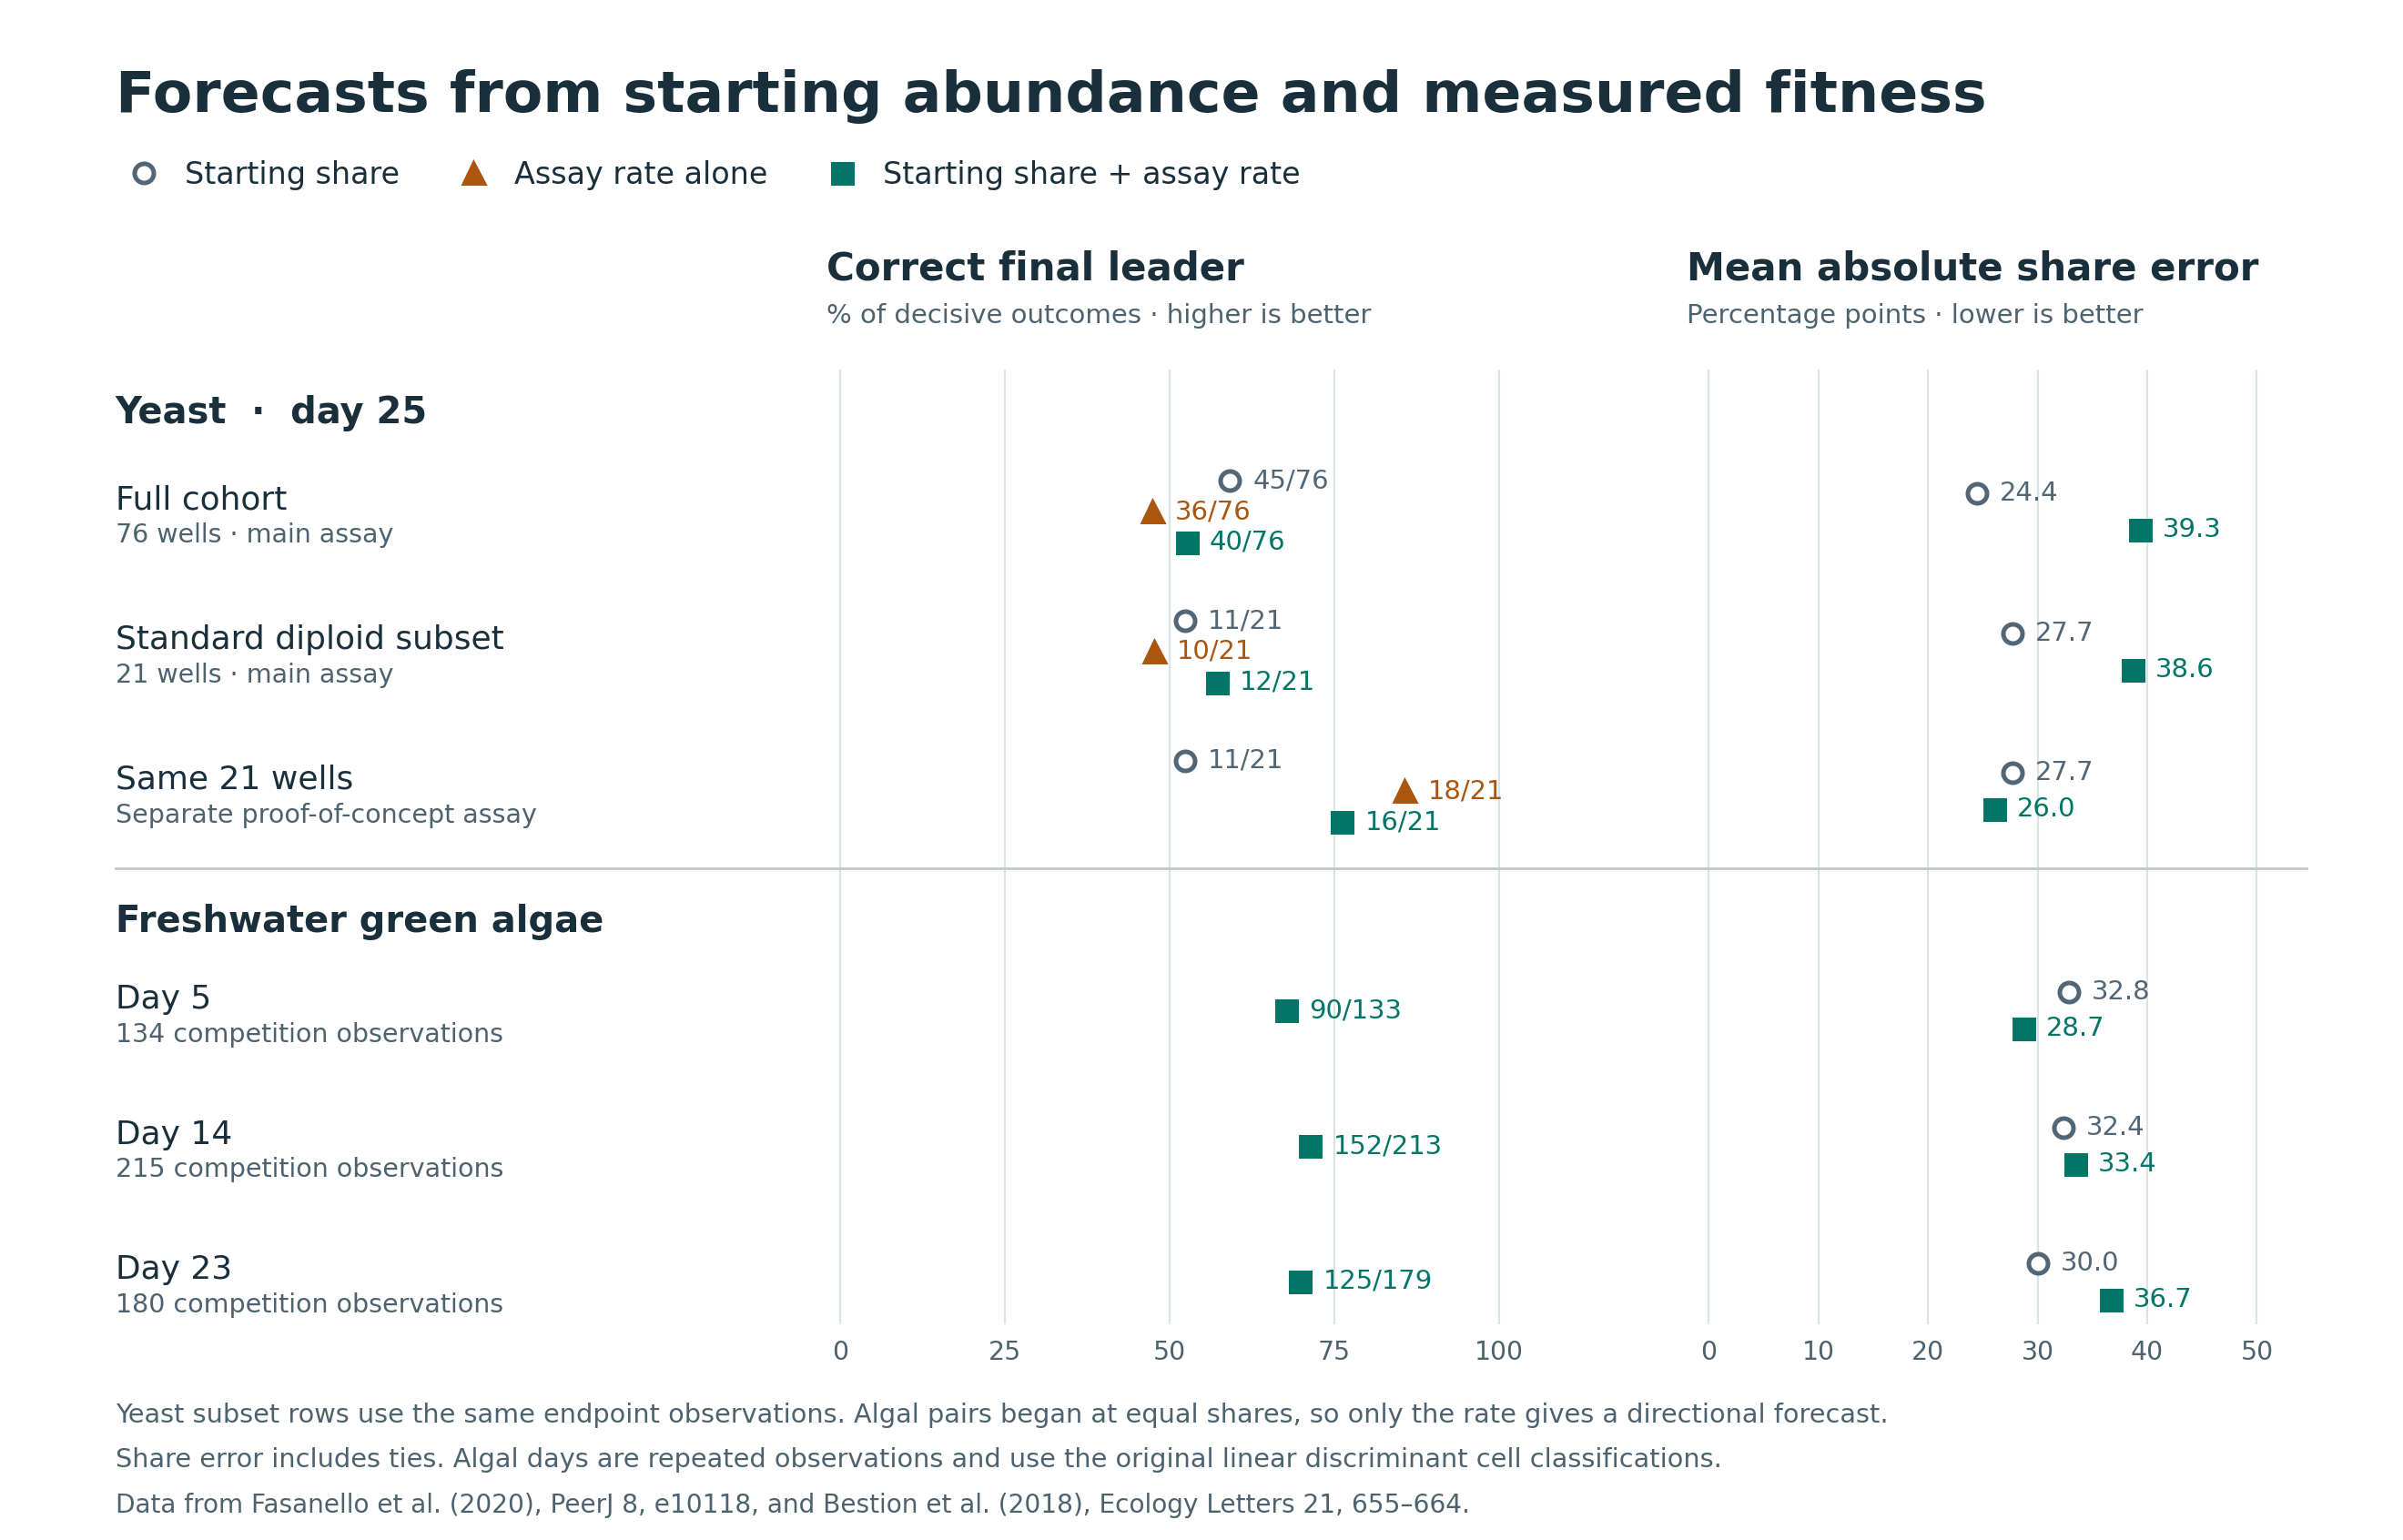 Forecasts from starting abundance and measured fitness
Starting share   Assay rate alone   Starting share + assay rate
Correct final leader   Mean absolute share error
% of decisive outcomes · higher is better   Percentage points · lower is better
Yeast · day 25
Full cohort
76 wells · main assay
45/76
36/76
40/76
24.4
39.3
Standard diploid subset
21 wells · main assay
11/21
10/21
12/21
27.7
38.6
Same 21 wells
Separate proof-of-concept assay
11/21
18/21
16/21
27.7
26.0
Freshwater green algae
Day 5
134 competition observations
90/133
32.8
28.7
Day 14
215 competition observations
152/213
32.4
33.4
Day 23
180 competition observations
125/179
30.0
36.7
0 25 50 75 100 0 10 20 30 40 50
Yeast subset rows use the same endpoint observations. Algal pairs began at equal shares, so only the rate gives a directional forecast.
Share error includes ties. Algal days are repeated observations and use the original linear discriminant cell classifications.
Data from Fasanello et al. (2020), PeerJ 8, e10118, and Bestion et al. (2018), Ecology Letters 21, 655–664.